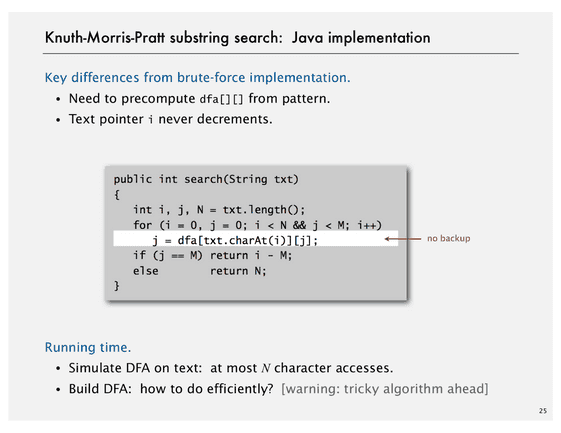 Knuth-Morris-Pratt substring search: Java implementation
Key differences from brute-force implementation.
• Need to precompute dfa[][] from pattern.
• Text pointer i never decrements.
public int search(String txt)
{
int i, j, N = txt.length();
for (i = 0, j = 0; i < N && j < M; i++)
j = dfa[txt.charAt(i)][j];
no backup
if (j == M) return i - M;
else return N;
}
Running time.
• Simulate DFA on text: at most N character accesses.
• Build DFA: how to do efficiently? [warning: tricky algorithm ahead]
25